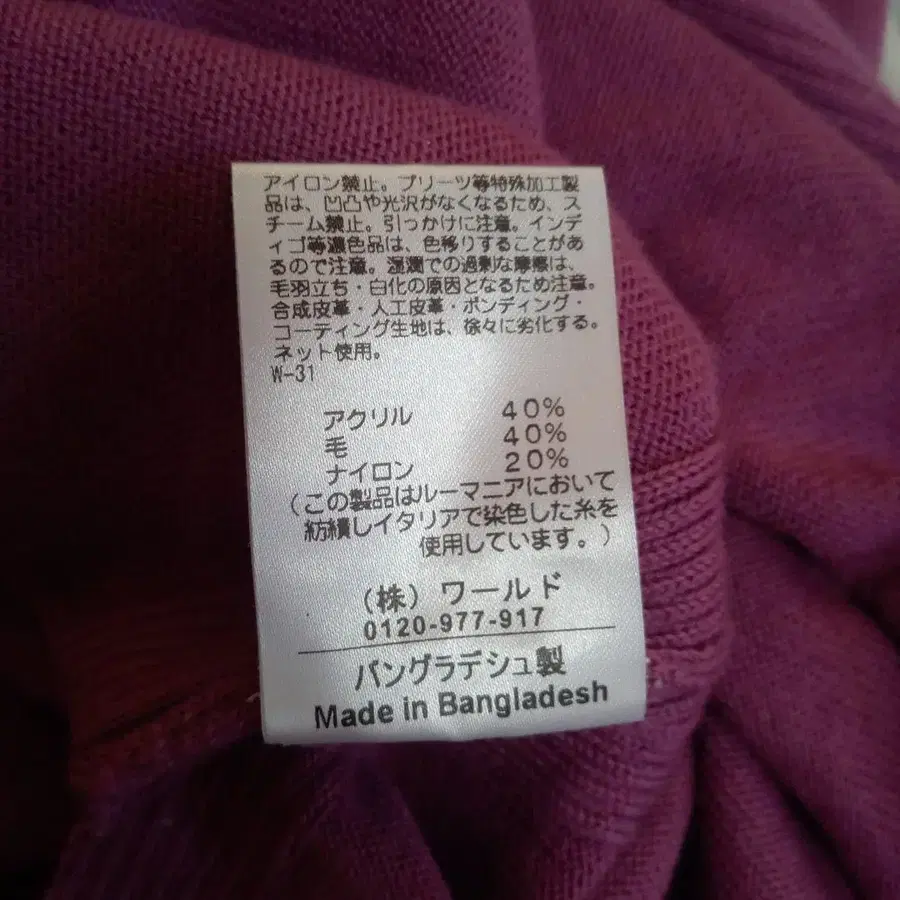 アイロン禁止。プリーツ等特殊加工製
品は、凹凸や光沢がなくなるため、ス
チーム禁止。引っかけに注意。インデ
ィゴ等濃色品は、色移りすることがあ
るので注意。湿潤での過剰な摩擦は、
毛羽立ち・白化の原因となるため注意。
合成皮革・人工皮革・ボンディング・
コーティング生地は、徐々に劣化する。
ネット使用。
W-31
アクリル 40%
毛 40%
ナイロン 20%
(この製品はルーマニアにおいて
紡績しイタリアで染色した糸を
使用しています。)
(株)ワールド
0120-977-917
バングラデシュ製
Made in Bangladesh